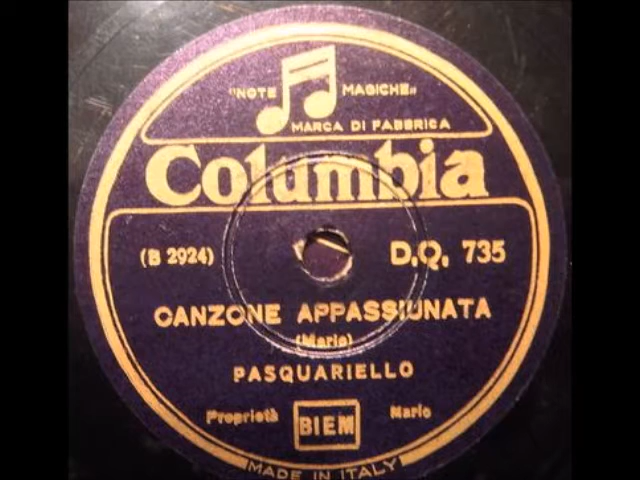 "NOTE MAGICHE"
MARCA DI FABBRICA
Columbia
(B 2924) D.Q. 735
CANZONE APPASSIUNATA
(Mario)
PASQUARIELLO
Proprietà BIEM Mario
MADE IN ITALY